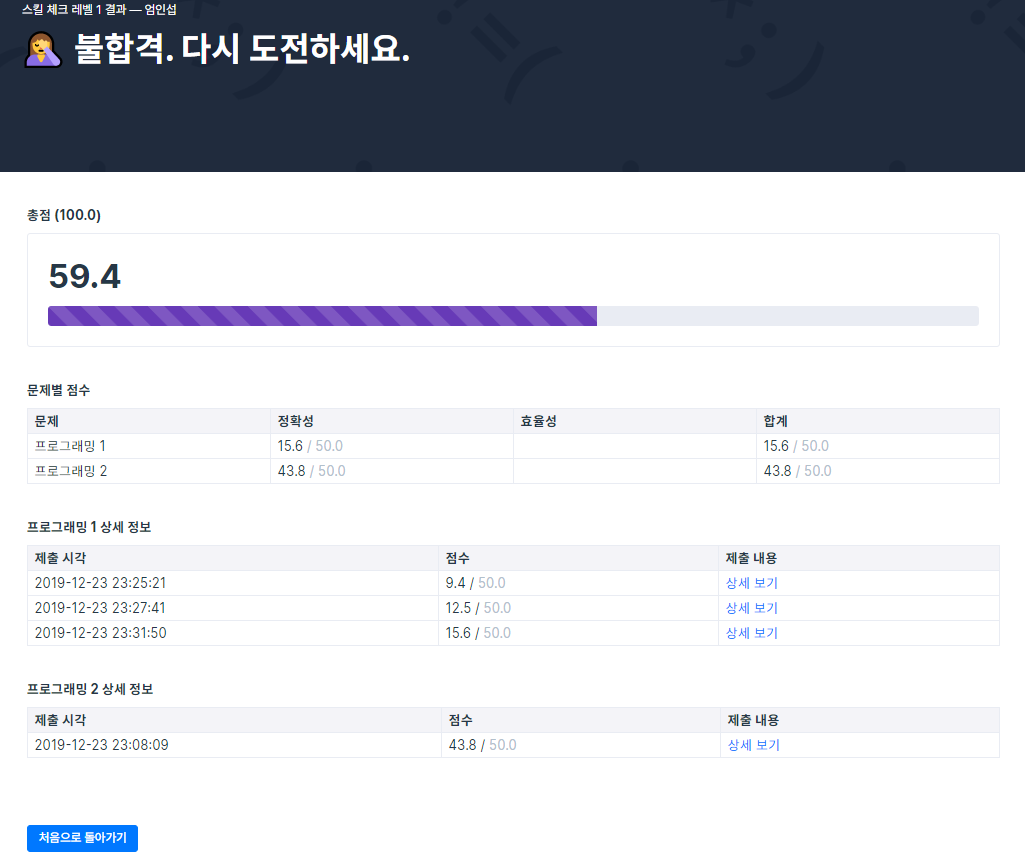 스킬 체크 레벨 1 결과 — 엄인섭
불합격. 다시 도전하세요.
총점 (100.0)
59.4
문제별 점수
문제 정확성 효율성 합계
프로그래밍 1 15.6 / 50.0 15.6 / 50.0
프로그래밍 2 43.8 / 50.0 43.8 / 50.0
프로그래밍 1 상세 정보
제출 시각 점수 제출 내용
2019-12-23 23:25:21 9.4 / 50.0 상세 보기
2019-12-23 23:27:41 12.5 / 50.0 상세 보기
2019-12-23 23:31:50 15.6 / 50.0 상세 보기
프로그래밍 2 상세 정보
제출 시각 점수 제출 내용
2019-12-23 23:08:09 43.8 / 50.0 상세 보기
처음으로 돌아가기